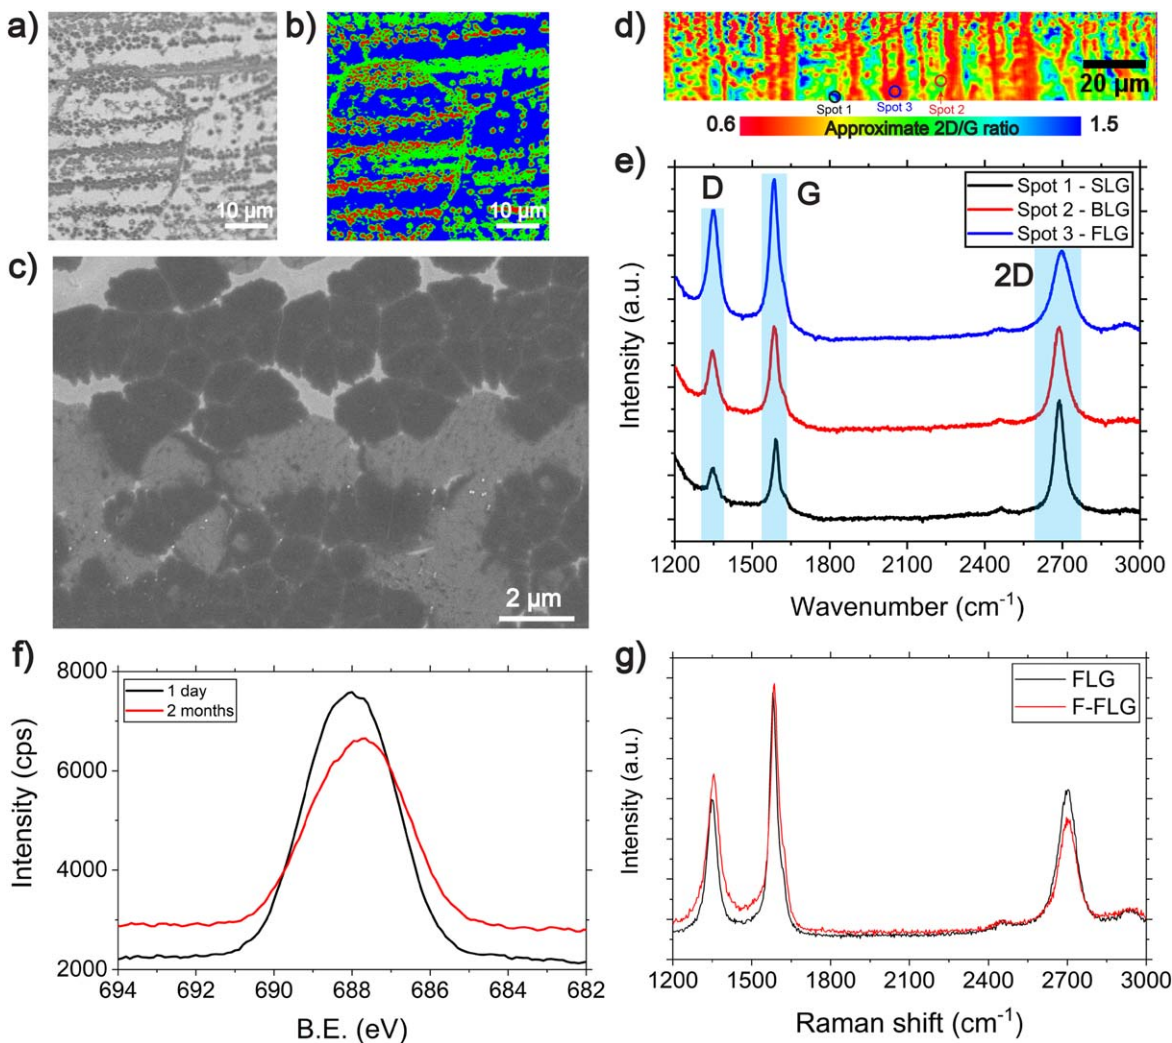 a)
10 µm
b)
10 µm
c)
2 µm
d)
20 µm
Spot 1
Spot 3
Spot 2
0.6
Approximate 2D/G ratio
1.5
e)
D
G
2D
Spot 1 - SLG
Spot 2 - BLG
Spot 3 - FLG
Intensity (a.u.)
1200 1500 1800 2100 2400 2700 3000
Wavenumber (cm⁻¹)
f)
1 day
2 months
8000
6000
4000
2000
Intensity (cps)
694 692 690 688 686 684 682
B.E. (eV)
g)
FLG
F-FLG
Intensity (a.u.)
1200 1500 1800 2100 2400 2700 3000
Raman shift (cm⁻¹)